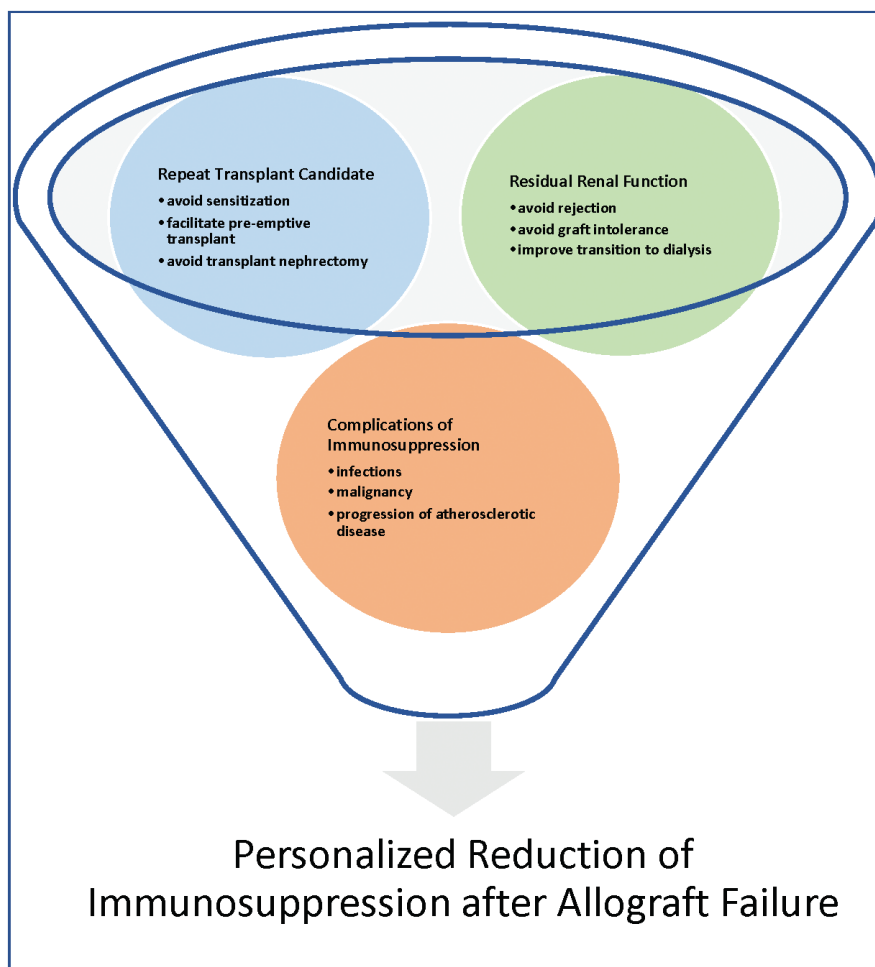 Repeat Transplant Candidate
• avoid sensitization
• facilitate pre-emptive
transplant
• avoid transplant nephrectomy
Residual Renal Function
• avoid rejection
• avoid graft intolerance
• improve transition to dialysis
Complications of
Immunosuppression
• infections
• malignancy
• progression of atherosclerotic
disease
Personalized Reduction of
Immunosuppression after Allograft Failure